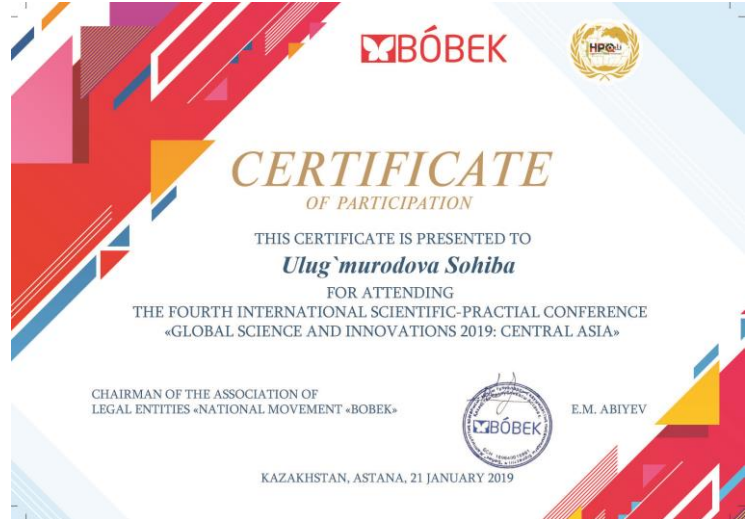 BÓBEK
HPQ
CERTIFICATE
OF PARTICIPATION
THIS CERTIFICATE IS PRESENTED TO
Ulug`murodova Sohiba
FOR ATTENDING
THE FOURTH INTERNATIONAL SCIENTIFIC-PRACTIAL CONFERENCE
«GLOBAL SCIENCE AND INNOVATIONS 2019: CENTRAL ASIA»
CHAIRMAN OF THE ASSOCIATION OF
LEGAL ENTITIES «NATIONAL MOVEMENT «BOBEK»
BÓBEK
E.M. ABIYEV
KAZAKHSTAN, ASTANA, 21 JANUARY 2019